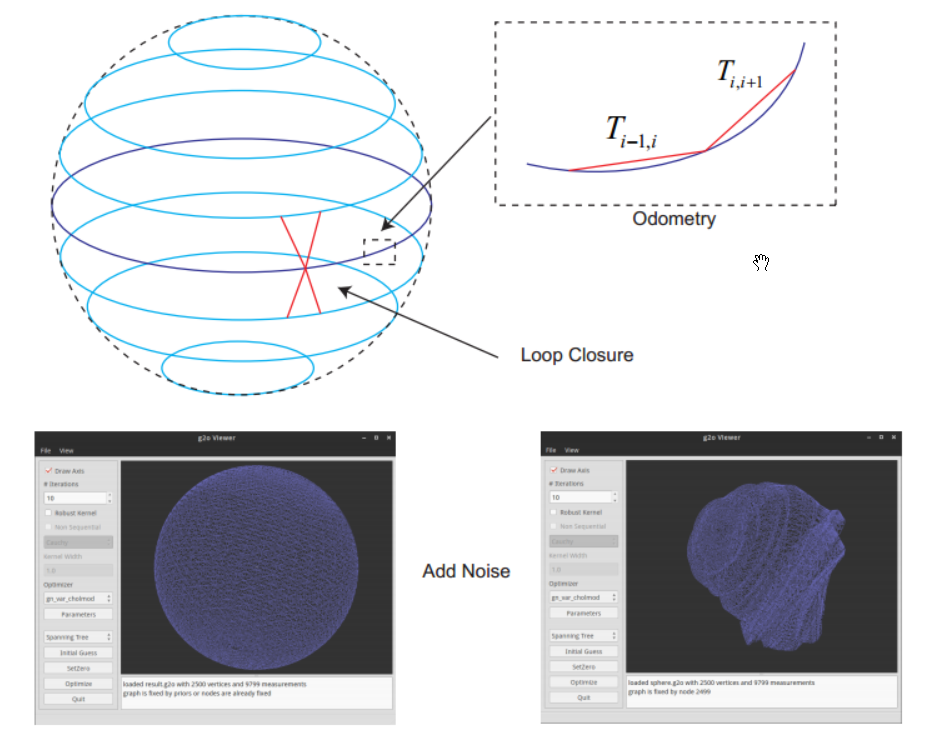 T_{i,i+1}
T_{i-1,i}
Odometry
Loop Closure
g2o Viewer
File View
Draw Axis
# Iterations
10
Robust Kernel
Non Sequential
Cauchy
Kernel Width
1.0
Optimizer
gn_var_cholmod
Parameters
Spanning Tree
Initial Guess
SetZero
Optimize
Quit
loaded result.g2o with 2500 vertices and 9799 measurements
graph is fixed by priors or nodes are already fixed
Add Noise
g2o Viewer
File View
Draw Axis
# Iterations
10
Robust Kernel
Non Sequential
Cauchy
Kernel Width
1.0
Optimizer
gn_var_cholmod
Parameters
Spanning Tree
Initial Guess
SetZero
Optimize
Quit
loaded sphere.g2o with 2500 vertices and 9799 measurements
graph is fixed by node 2499